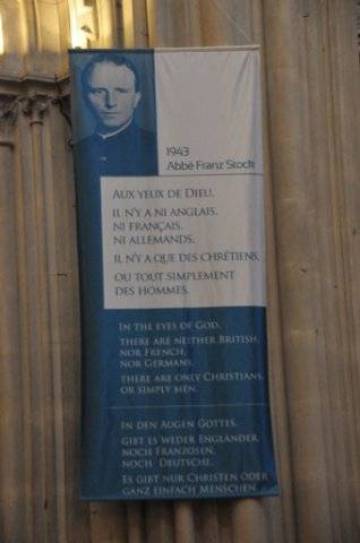 1943
Abbé Franz Stock
AUX YEUX DE DIEU,
IL N'Y A NI ANGLAIS,
NI FRANÇAIS,
NI ALLEMANDS,
IL N'Y A QUE DES CHRÉTIENS,
OU TOUT SIMPLEMENT
DES HOMMES.
IN THE EYES OF GOD,
THERE ARE NEITHER BRITISH,
NOR FRENCH,
NOR GERMANS.
THERE ARE ONLY CHRISTIANS,
OR SIMPLY MEN.
IN DEN AUGEN GOTTES,
GIBT ES WEDER ENGLÄNDER,
NOCH FRANZOSEN,
NOCH DEUTSCHE.
ES GIBT NUR CHRISTEN ODER
GANZ EINFACH MENSCHEN.